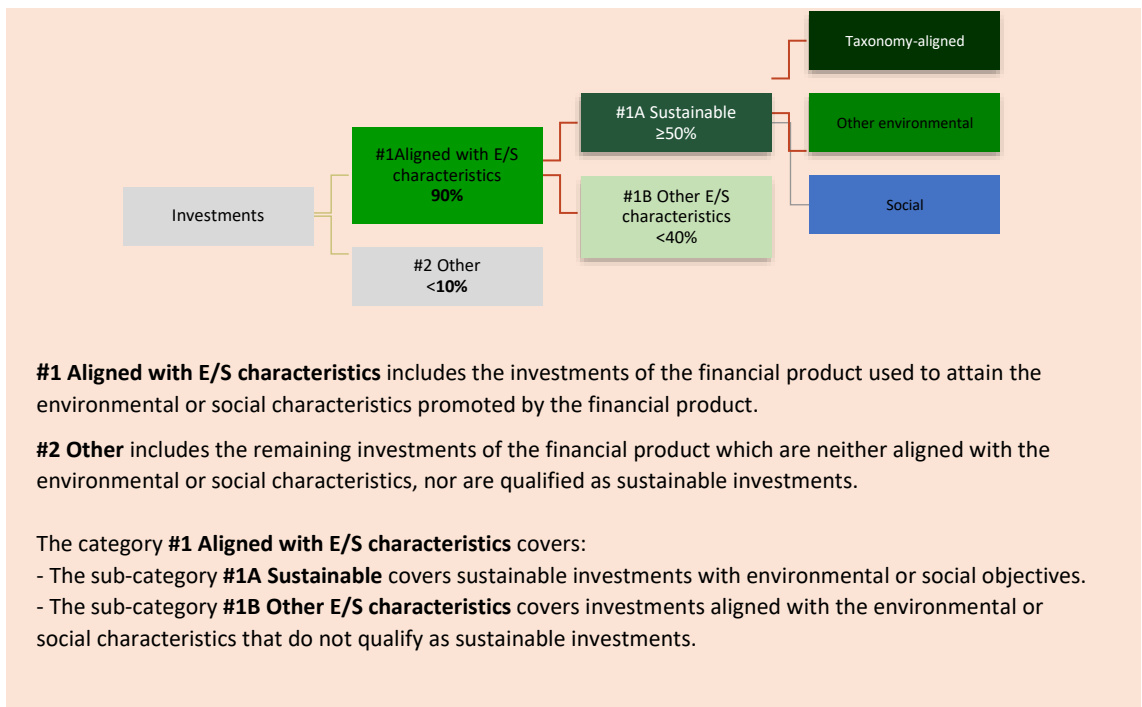 Taxonomy-aligned
#1A Sustainable
≥50%
Other environmental
#1Aligned with E/S
characteristics
90%
#1B Other E/S
characteristics
<40%
Social
Investments
#2 Other
<10%
#1 Aligned with E/S characteristics includes the investments of the financial product used to attain the
environmental or social characteristics promoted by the financial product.
#2 Other includes the remaining investments of the financial product which are neither aligned with the
environmental or social characteristics, nor are qualified as sustainable investments.
The category #1 Aligned with E/S characteristics covers:
- The sub-category #1A Sustainable covers sustainable investments with environmental or social objectives.
- The sub-category #1B Other E/S characteristics covers investments aligned with the environmental or
social characteristics that do not qualify as sustainable investments.